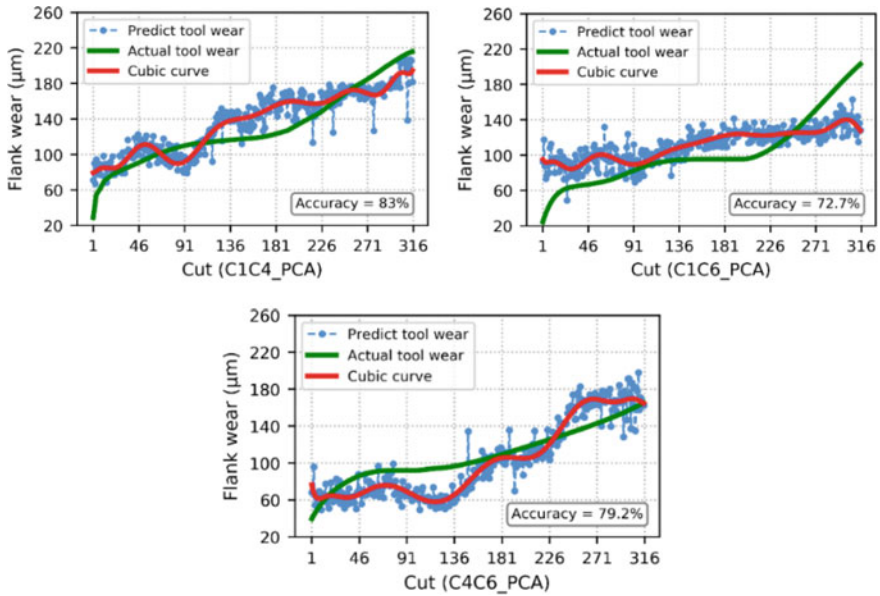 260
220
180
140
100
60
20
Flank wear (μm)
Predict tool wear
Actual tool wear
Cubic curve
Accuracy = 83%
1 46 91 136 181 226 271 316
Cut (C1C4_PCA)
260
220
180
140
100
60
20
Flank wear (μm)
Predict tool wear
Actual tool wear
Cubic curve
Accuracy = 72.7%
1 46 91 136 181 226 271 316
Cut (C1C6_PCA)
260
220
180
140
100
60
20
Flank wear (μm)
Predict tool wear
Actual tool wear
Cubic curve
Accuracy = 79.2%
1 46 91 136 181 226 271 316
Cut (C4C6_PCA)